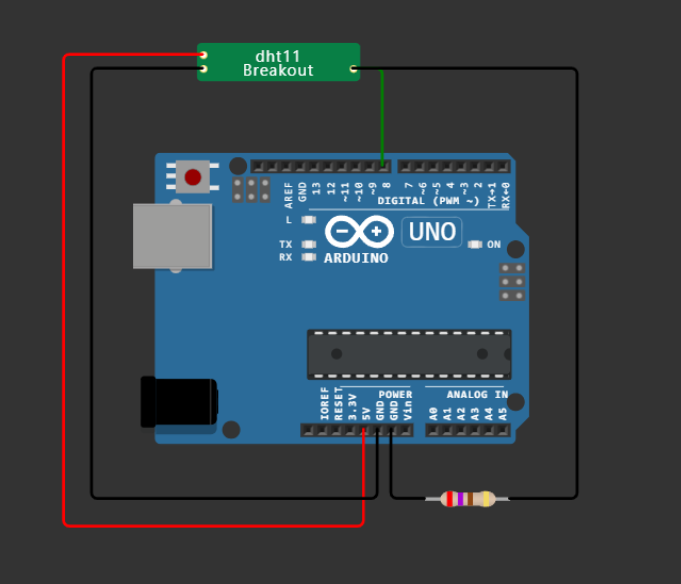 dht11
Breakout
AREF
GND
13
12
~11
~10
~9
8
7
~6
~5
4
~3
2
TX→1
RX←0
DIGITAL (PWM ~)
L
TX
RX
UNO
ON
ARDUINO
POWER
ANALOG IN
IOREF
RESET
3.3V
5V
GND
GND
Vin
A0
A1
A2
A3
A4
A5